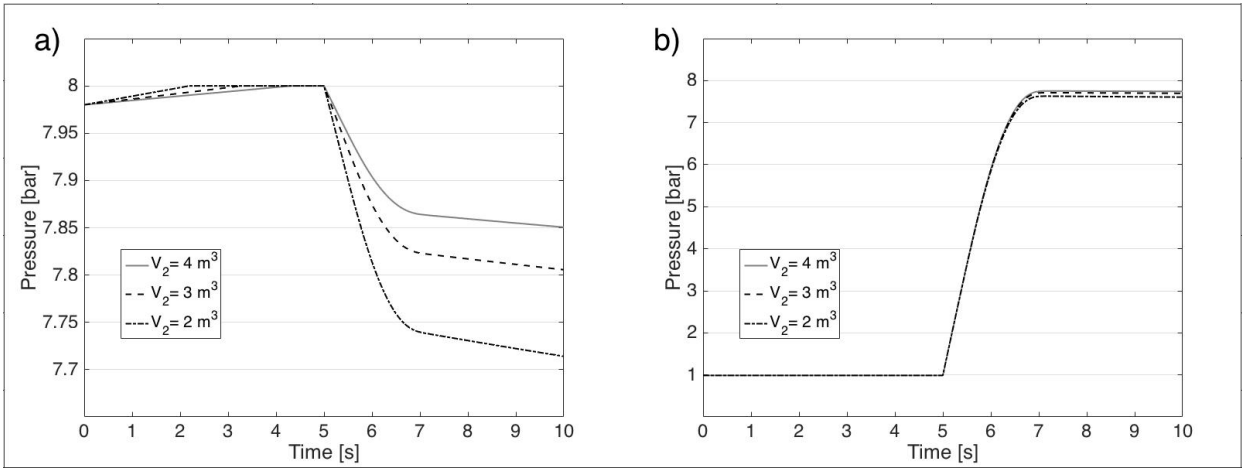 a)
Pressure [bar]
8
7.95
7.9
7.85
7.8
7.75
7.7
V₂= 4 m³
V₂= 3 m³
V₂= 2 m³
0 1 2 3 4 5 6 7 8 9 10
Time [s]
b)
Pressure [bar]
8
7
6
5
4
3
2
1
V₂= 4 m³
V₂= 3 m³
V₂= 2 m³
0 1 2 3 4 5 6 7 8 9 10
Time [s]